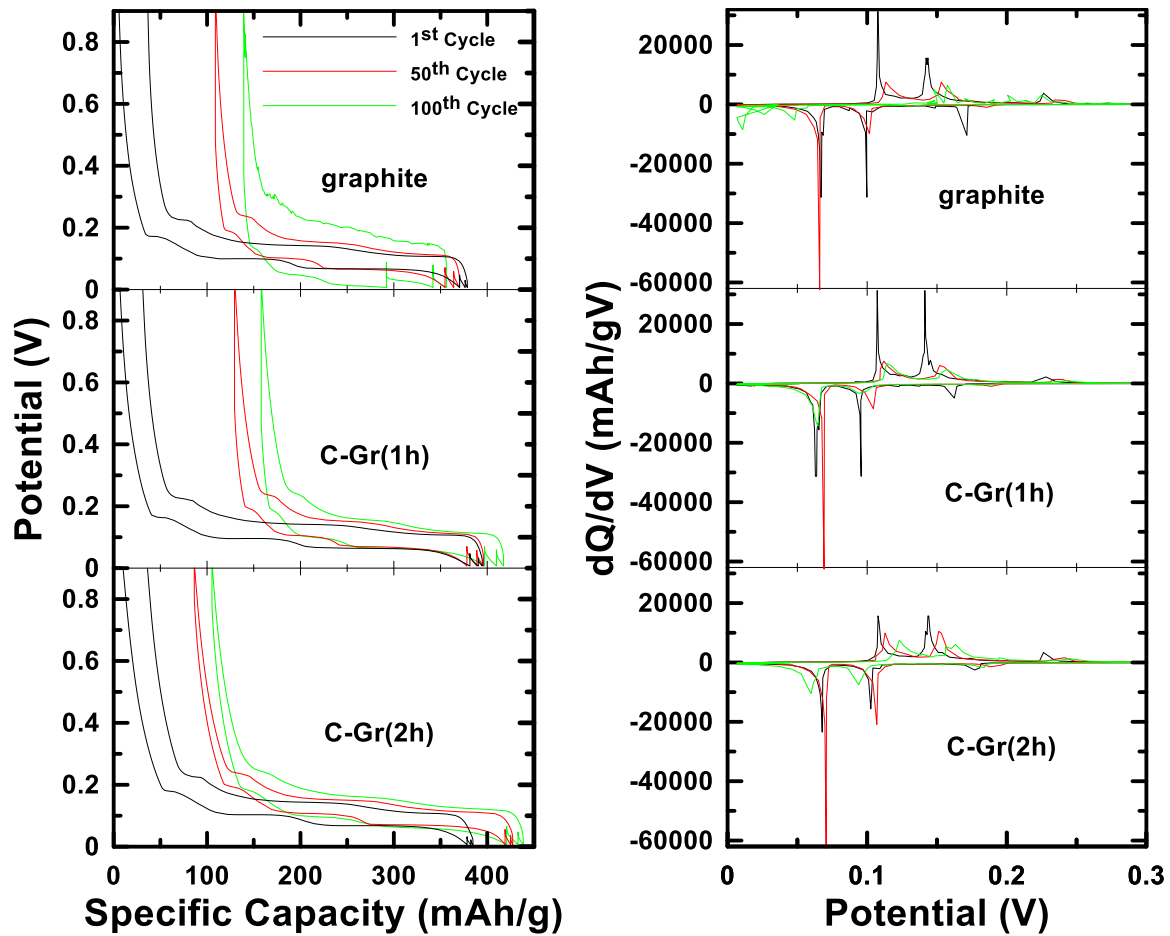 Potential (V)
0.8
0.6
0.4
0.2
0
1st Cycle
50th Cycle
100th Cycle
graphite
0.8
0.6
0.4
0.2
0
C-Gr(1h)
0.8
0.6
0.4
0.2
0
C-Gr(2h)
0 100 200 300 400
Specific Capacity (mAh/g)
dQ/dV (mAh/gV)
20000
0
-20000
-40000
-60000
graphite
20000
0
-20000
-40000
-60000
C-Gr(1h)
20000
0
-20000
-40000
-60000
C-Gr(2h)
0 0.1 0.2 0.3
Potential (V)